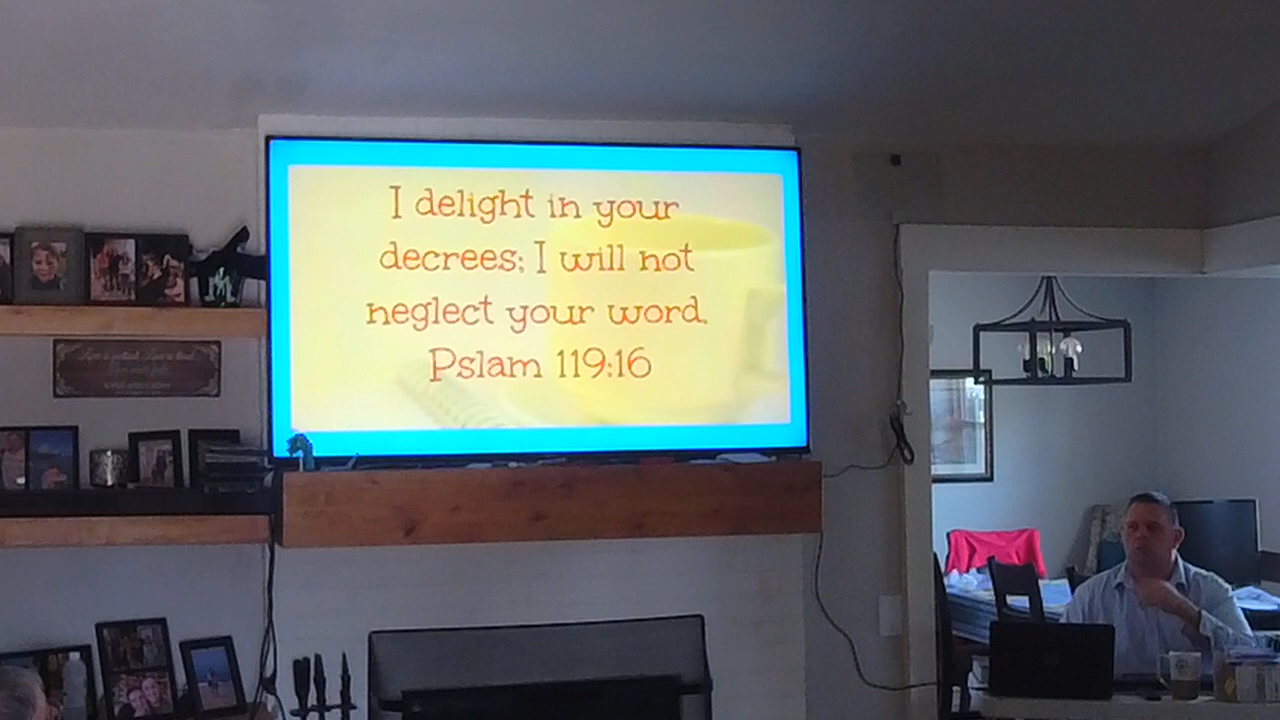 I delight in your
decrees; I will not
neglect your word.
Pslam 119:16